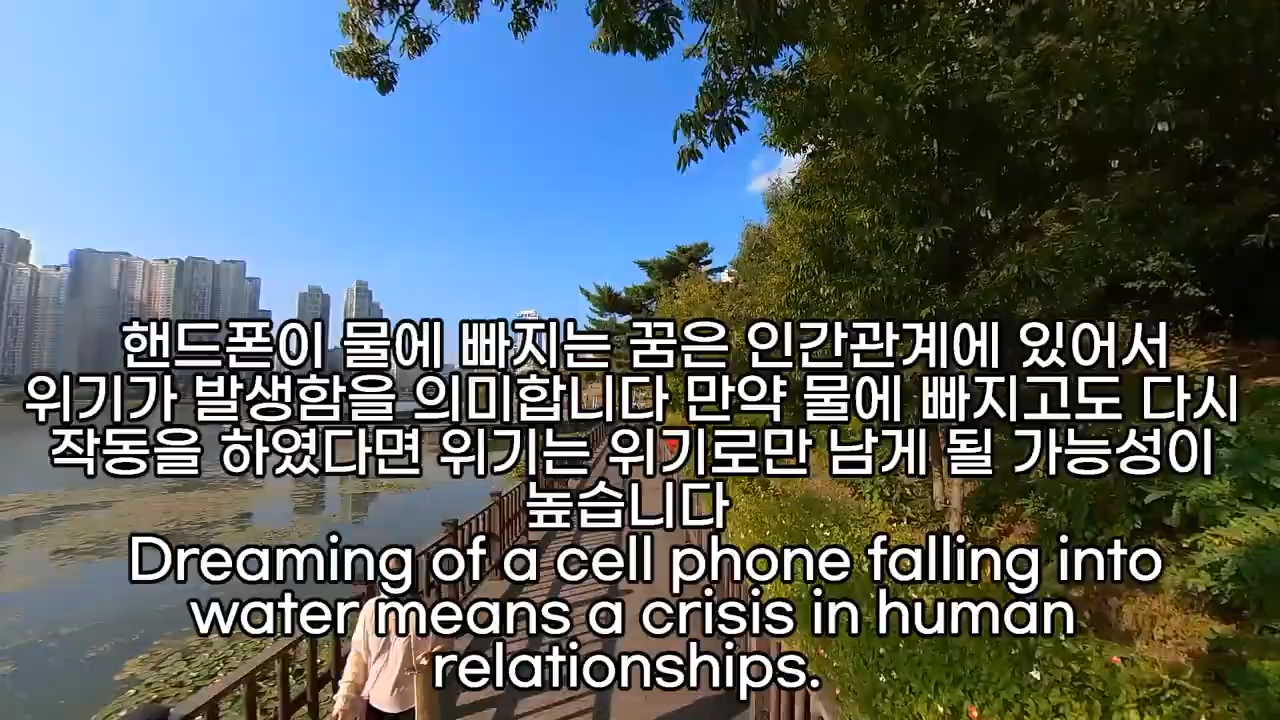 핸드폰이 물에 빠지는 꿈은 인간관계에 있어서
위기가 발생함을 의미합니다 만약 물에 빠지고도 다시
작동을 하였다면 위기는 위기로만 남게 될 가능성이
높습니다
Dreaming of a cell phone falling into
water means a crisis in human
relationships.